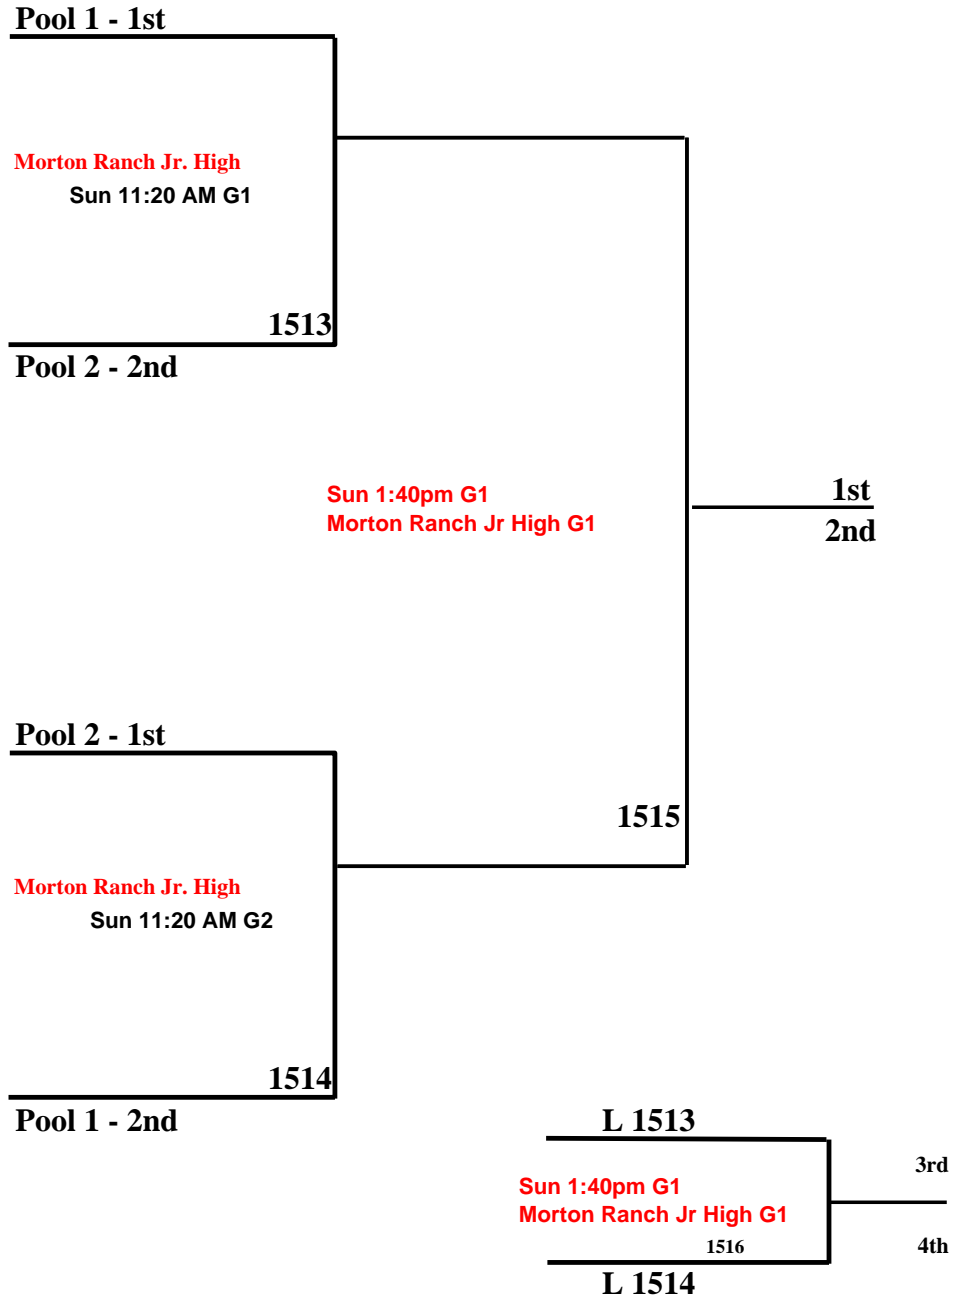 Pool 1 - 1st
Morton Ranch Jr. High
Sun 11:20 AM G1
1513
Pool 2 - 2nd
Sun 1:40pm G1
Morton Ranch Jr High G1
1st
2nd
Pool 2 - 1st
1515
Morton Ranch Jr. High
Sun 11:20 AM G2
1514
Pool 1 - 2nd
L 1513
3rd
Sun 1:40pm G1
Morton Ranch Jr High G1
1516
4th
L 1514